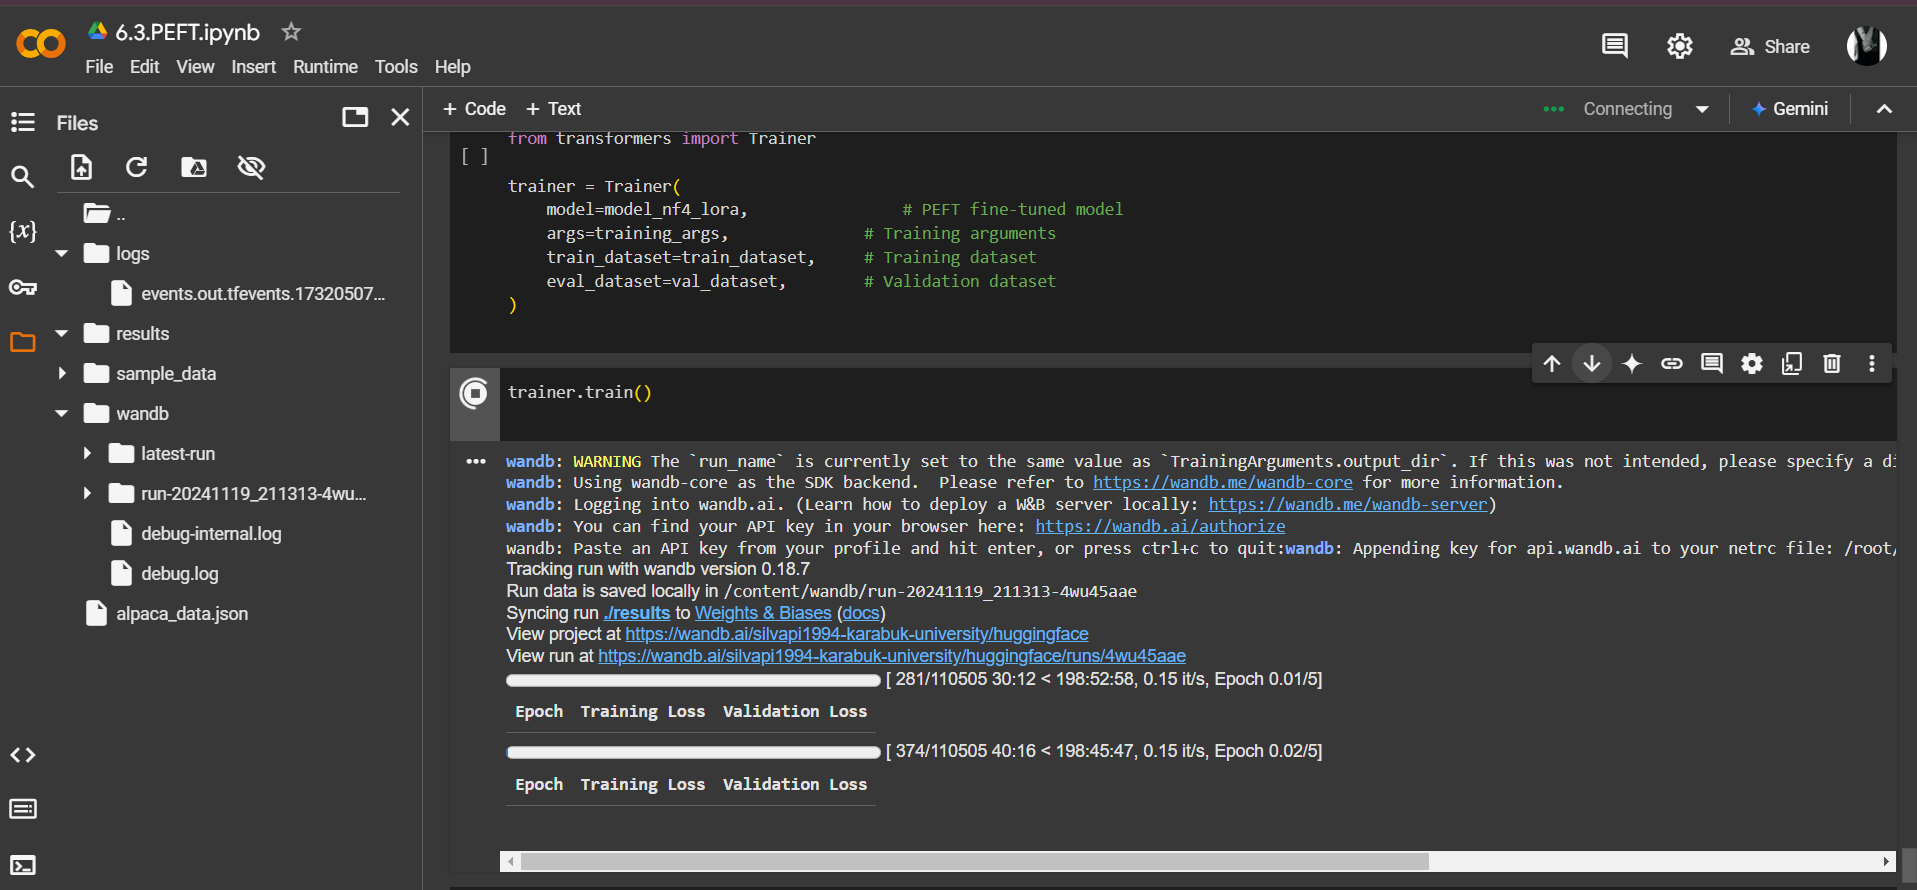 6.3.PEFT.ipynb
File Edit View Insert Runtime Tools Help
Share
Files
+ Code + Text
Connecting
Gemini
..
logs
events.out.tfevents.17320507...
results
sample_data
wandb
latest-run
run-20241119_211313-4wu...
debug-internal.log
debug.log
alpaca_data.json
{x}
from transformers import Trainer
[ ]
trainer = Trainer(
model=model_nf4_lora, # PEFT fine-tuned model
args=training_args, # Training arguments
train_dataset=train_dataset, # Training dataset
eval_dataset=val_dataset, # Validation dataset
)
trainer.train()
wandb: WARNING The `run_name` is currently set to the same value as `TrainingArguments.output_dir`. If this was not intended, please specify a di
wandb: Using wandb-core as the SDK backend. Please refer to https://wandb.me/wandb-core for more information.
wandb: Logging into wandb.ai. (Learn how to deploy a W&B server locally: https://wandb.me/wandb-server)
wandb: You can find your API key in your browser here: https://wandb.ai/authorize
wandb: Paste an API key from your profile and hit enter, or press ctrl+c to quit:wandb: Appending key for api.wandb.ai to your netrc file: /root/
Tracking run with wandb version 0.18.7
Run data is saved locally in /content/wandb/run-20241119_211313-4wu45aae
Syncing run ./results to Weights & Biases (docs)
View project at https://wandb.ai/silvapi1994-karabuk-university/huggingface
View run at https://wandb.ai/silvapi1994-karabuk-university/huggingface/runs/4wu45aae
[ 281/110505 30:12 < 198:52:58, 0.15 it/s, Epoch 0.01/5]
Epoch Training Loss Validation Loss
[ 374/110505 40:16 < 198:45:47, 0.15 it/s, Epoch 0.02/5]
Epoch Training Loss Validation Loss